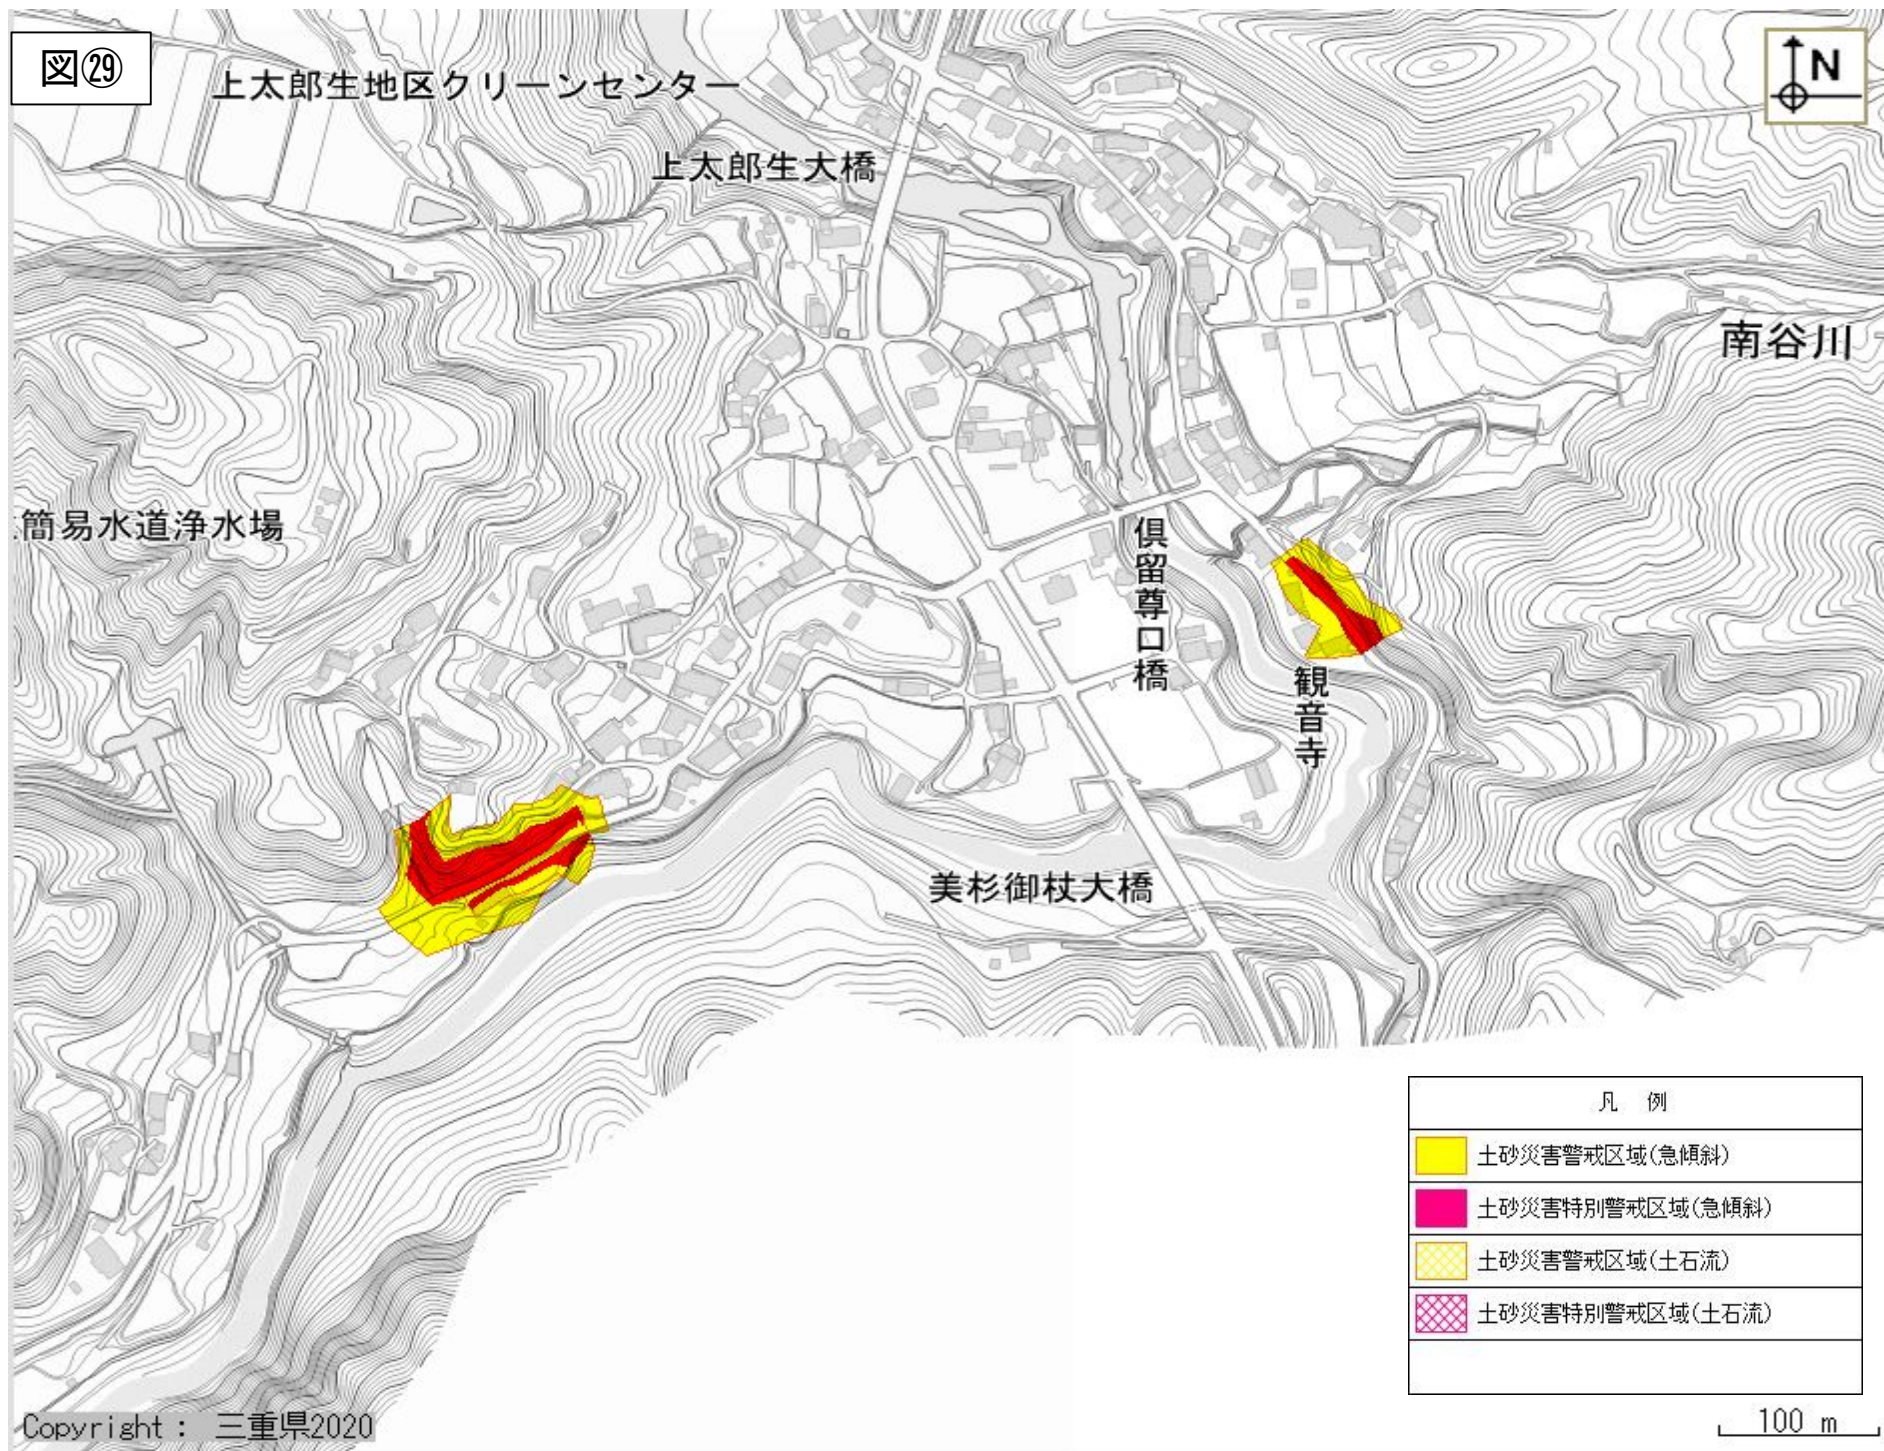 図㉙
N
上太郎生地区クリーンセンター
上太郎生大橋
南谷川
簡易水道浄水場
倶留尊口橋
観音寺
美杉御杖大橋
凡 例
土砂災害警戒区域(急傾斜)
土砂災害特別警戒区域(急傾斜)
土砂災害警戒区域(土石流)
土砂災害特別警戒区域(土石流)
Copyright : 三重県2020
100 m